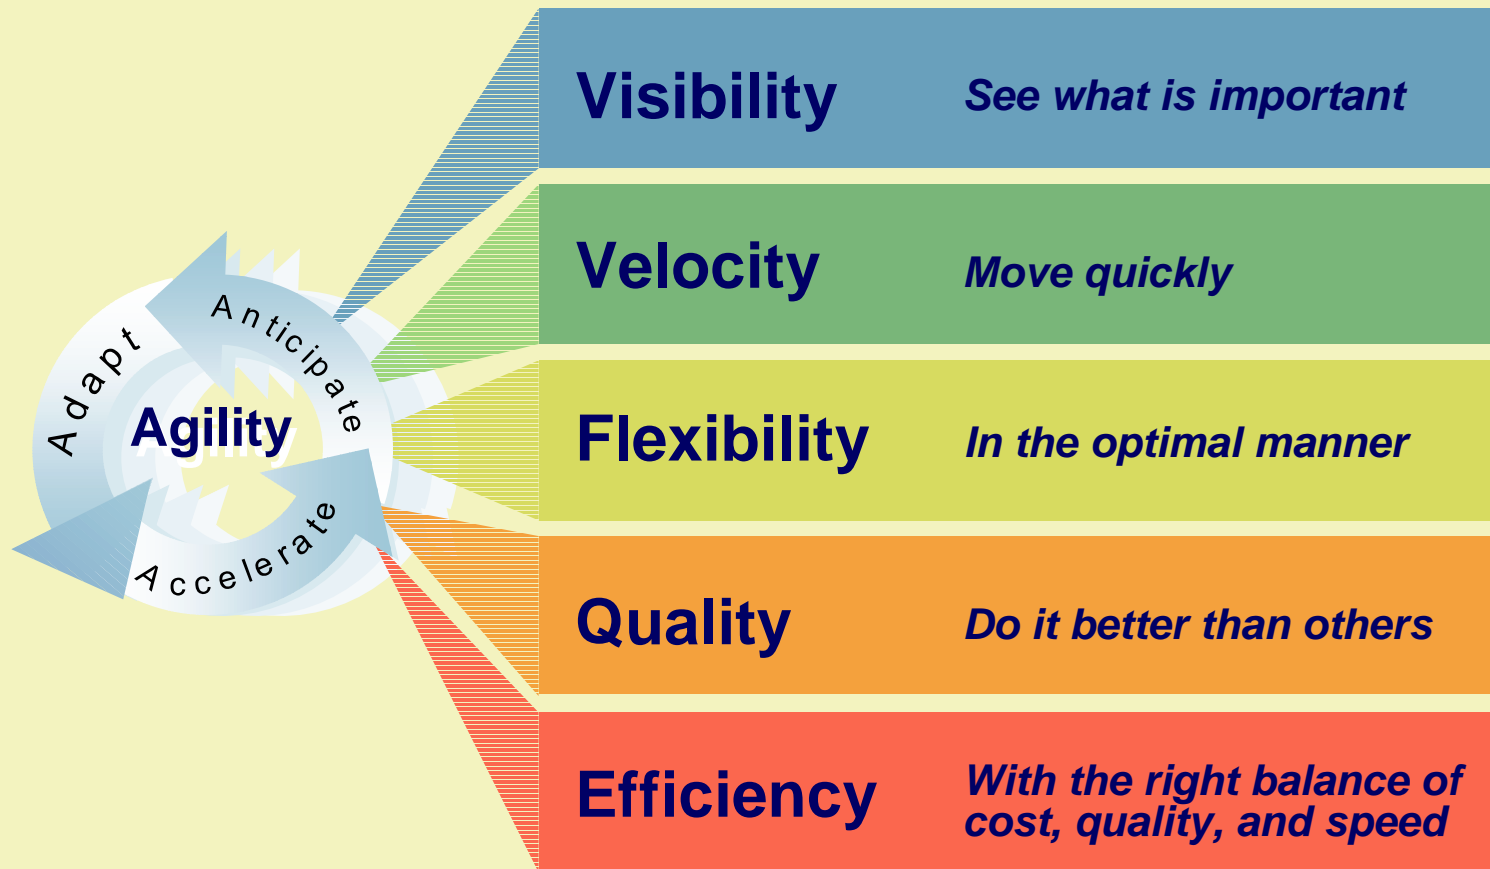 Adapt
Anticipate
Agility
Accelerate
Visibility
See what is important
Velocity
Move quickly
Flexibility
In the optimal manner
Quality
Do it better than others
Efficiency
With the right balance of
cost, quality, and speed